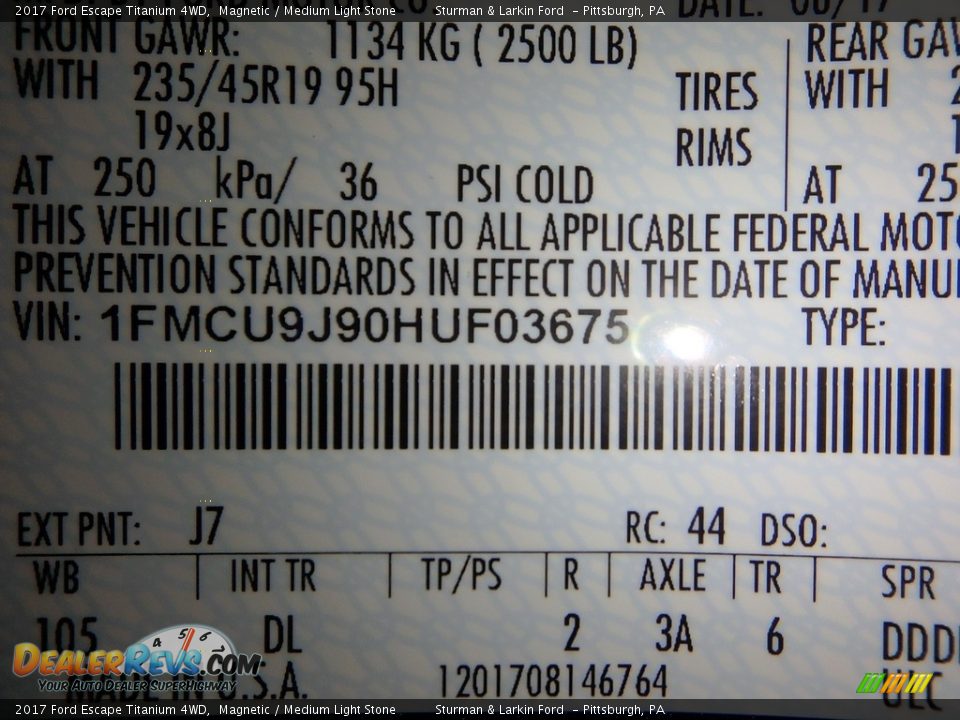 2017 Ford Escape Titanium 4WD, Magnetic / Medium Light Stone Sturman & Larkin Ford - Pittsburgh, PA
FRONT GAWR: 1134 KG ( 2500 LB) REAR
WITH 235/45R19 95H TIRES WITH
19x8J RIMS
AT 250 kPa/ 36 PSI COLD AT 25
THIS VEHICLE CONFORMS TO ALL APPLICABLE FEDERAL
PREVENTION STANDARDS IN EFFECT ON THE DATE OF
VIN: 1FMCU9J90HUF03675 TYPE:
EXT PNT: J7 RC: 44 DSO:
WB INT TR TP/PS R AXLE TR SPR
105 DL 2 3A 6 DDD
1201708146764
DEALERREVS.COM
YOUR AUTO DEALER SUPERHIGHWAY
2017 Ford Escape Titanium 4WD, Magnetic / Medium Light Stone Sturman & Larkin Ford - Pittsburgh, PA